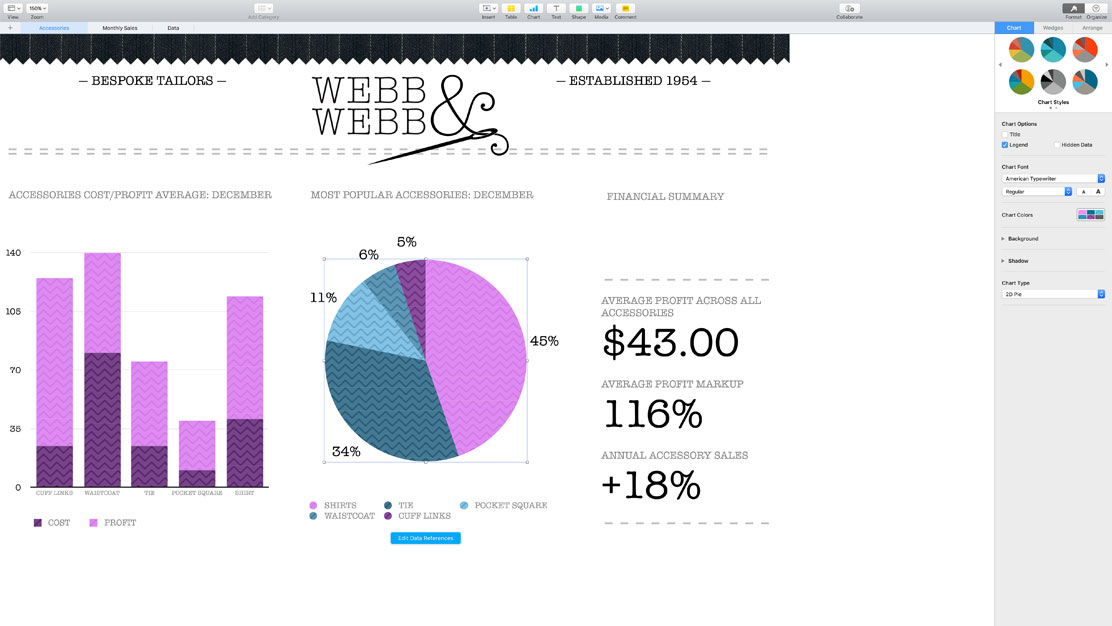 150%
View
Zoom
Add Category
Insert
Table
Chart
Text
Shape
Media
Comment
Collaborate
Format
Organise
+
Accessories
Monthly Sales
Data
Chart
Wedges
Arrange
— BESPOKE TAILORS —
WEBB &
WEBB
— ESTABLISHED 1954 —
ACCESSORIES COST/PROFIT AVERAGE: DECEMBER
140
105
70
35
0
CUFF LINKS
WAISTCOAT
TIE
POCKET SQUARE
SHIRT
COST
PROFIT
MOST POPULAR ACCESSORIES: DECEMBER
5%
6%
11%
45%
34%
SHIRTS
TIE
POCKET SQUARE
WAISTCOAT
CUFF LINKS
Edit Data References
FINANCIAL SUMMARY
AVERAGE PROFIT ACROSS ALL
ACCESSORIES
$43.00
AVERAGE PROFIT MARKUP
116%
ANNUAL ACCESSORY SALES
+18%
Chart Styles
Chart Options
Title
Legend
Hidden Data
Chart Font
American Typewriter
Regular
A
A
Chart Colors
Background
Shadow
Chart Type
2D Pie